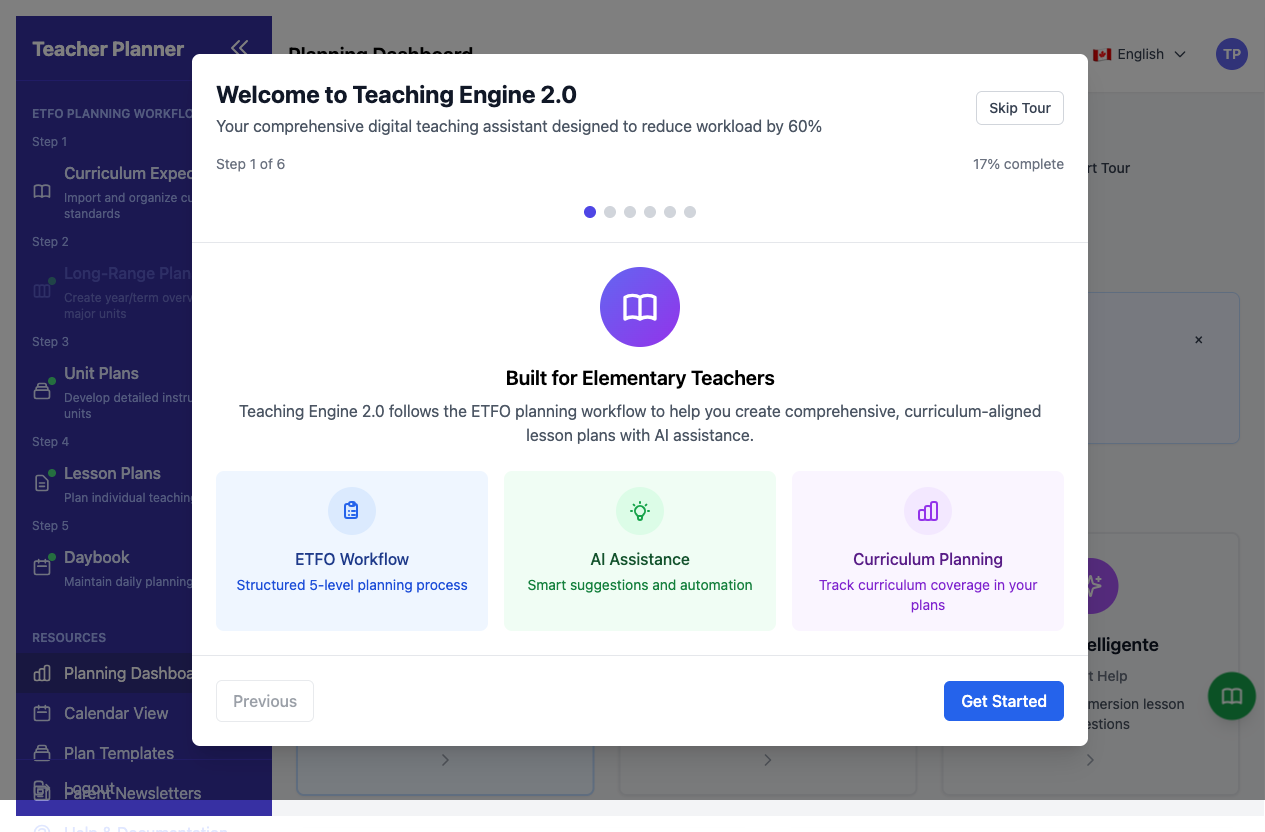 Teacher Planner
Planning Dashboard
English
TP
ETFO PLANNING WORKFLO
Step 1
Curriculum Expec
Import and organize cu
standards
Step 2
Long-Range Plan
Create year/term overv
major units
Step 3
Unit Plans
Develop detailed instru
units
Step 4
Lesson Plans
Plan individual teaching
Step 5
Daybook
Maintain daily planning
RESOURCES
Planning Dashboa
Calendar View
Plan Templates
Logout
Parent Newsletters
Help & Documentation
Welcome to Teaching Engine 2.0
Your comprehensive digital teaching assistant designed to reduce workload by 60%
Skip Tour
Step 1 of 6
17% complete
Built for Elementary Teachers
Teaching Engine 2.0 follows the ETFO planning workflow to help you create comprehensive, curriculum-aligned
lesson plans with AI assistance.
ETFO Workflow
Structured 5-level planning process
AI Assistance
Smart suggestions and automation
Curriculum Planning
Track curriculum coverage in your
plans
Previous
Get Started
rt Tour
×
elligente
t Help
mersion lesson
estions